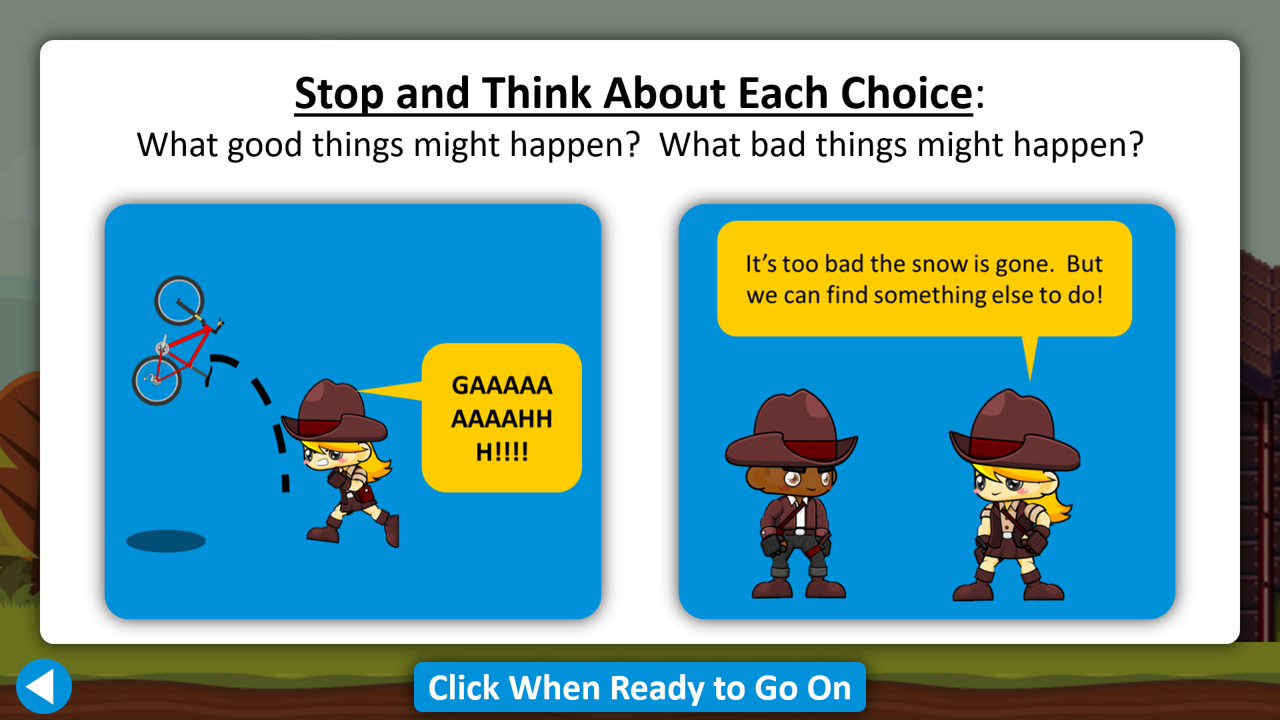 Stop and Think About Each Choice:
What good things might happen?  What bad things might happen?
GAAAAA
AAAAHH
H!!!!
It’s too bad the snow is gone.  But
we can find something else to do!
Click When Ready to Go On